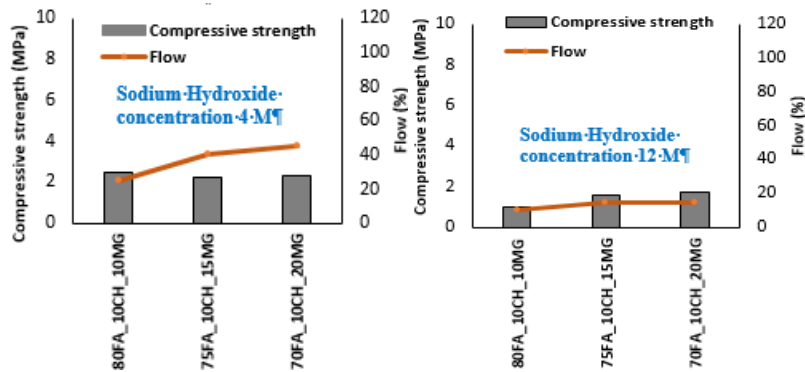 10
8
6
4
2
0
Compressive strength (MPa)
Compressive strength
Flow
Sodium·Hydroxide·
concentration·4·M¶
120
100
80
60
40
20
0
Flow (%)
80FA_10CH_10MG
75FA_10CH_15MG
70FA_10CH_20MG
10
8
6
4
2
0
Compressive strength (MPa)
Compressive strength
Flow
Sodium·Hydroxide·
concentration·12·M¶
120
100
80
60
40
20
0
Flow (%)
80FA_10CH_10MG
75FA_10CH_15MG
70FA_10CH_20MG